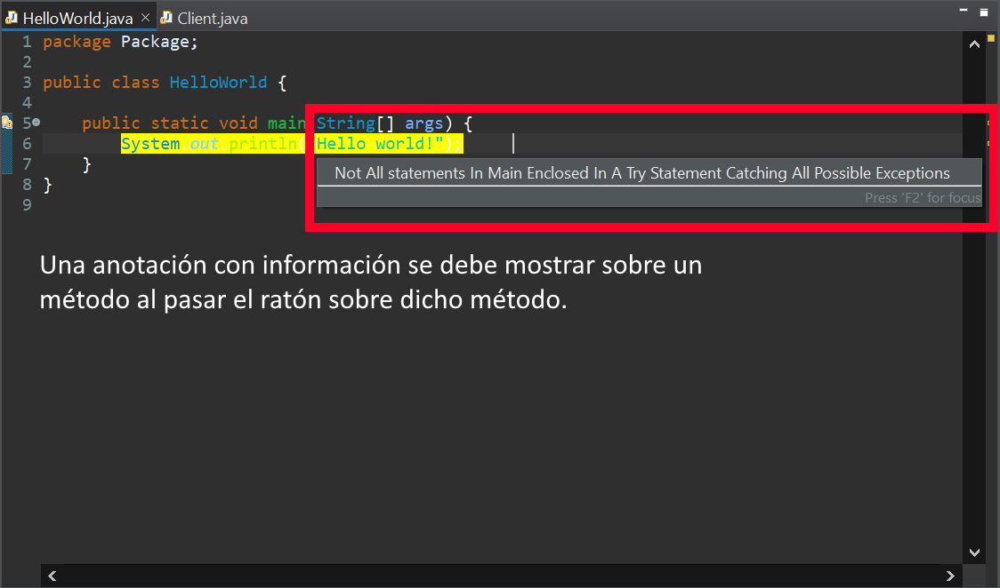 HelloWorld.java Client.java
1 package Package;
2
3 public class HelloWorld {
4
5 public static void main(String[] args) {
6 System.out.println("Hello world!");
7 }
8 }
9
Not All statements In Main Enclosed In A Try Statement Catching All Possible Exceptions
Press 'F2' for focus
Una anotación con información se debe mostrar sobre un
método al pasar el ratón sobre dicho método.